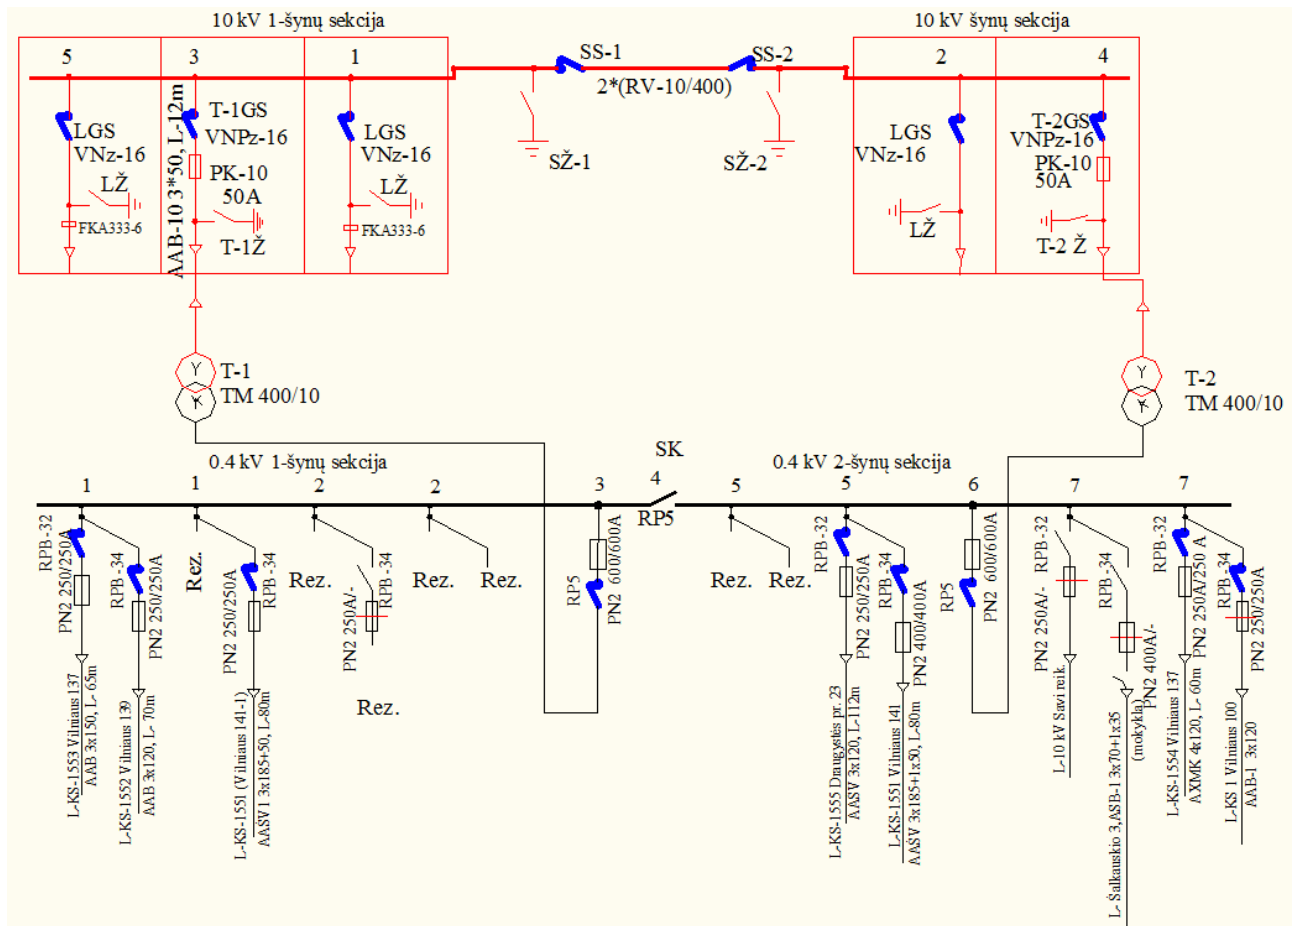 10 kV 1-šynų sekcija
10 kV šynų sekcija
5
3
1
SS-1
SS-2
2
4
2*(RV-10/400)
LGS
VNz-16
T-1GS
VNPz-16
LGS
VNz-16
LGS
VNz-16
T-2GS
VNPz-16
PK-10
50A
PK-10
50A
SŽ-1
SŽ-2
LŽ
LŽ
LŽ
FKA333-6
FKA333-6
T-1Ž
T-2 Ž
AAB-10 3*50, L-12m
T-1
TM 400/10
T-2
TM 400/10
0.4 kV 1-šynų sekcija
SK
0.4 kV 2-šynų sekcija
1
1
2
2
3
4
5
5
6
7
7
RP5
RPB-32
PN2 250/250A
RPB-34
PN2 250/250A
Rez.
RPB-34
PN2 250/250A
Rez.
RPB-34
PN2 250A/-
Rez.
Rez.
Rez.
RP5
PN2 600/600A
Rez.
Rez.
RPB-32
PN2 250/250A
RPB-34
PN2 400/400A
RP5
PN2 600/600A
RPB-32
PN2 250A/-
RPB-34
PN2 400A/-
RPB-32
PN2 250A/250 A
RPB-34
PN2 250/250A
L-KS-1553 Vilniaus 137
AAB 3x150, L- 65m
L-KS-1552 Vilniaus 139
AAB 3x120, L- 70m
L-KS-1551 (Vilniaus 141-1)
AASV1 3x185+50, L-80m
L-KS-1555 Draugystės pr. 23
AASV 3x120, L-112m
L-KS-1551 Vilniaus 141
AAŠV 3x185+1x50, L-80m
L-10 kV Savi reik.
L- Šalkauskio 3,ASB-1 3x70+1x35
(mokykla)
L-KS-1554 Vilniaus 137
AXMK 4x120, L- 60m
L-KS 1 Vilniaus 100
AAB-1 3x120